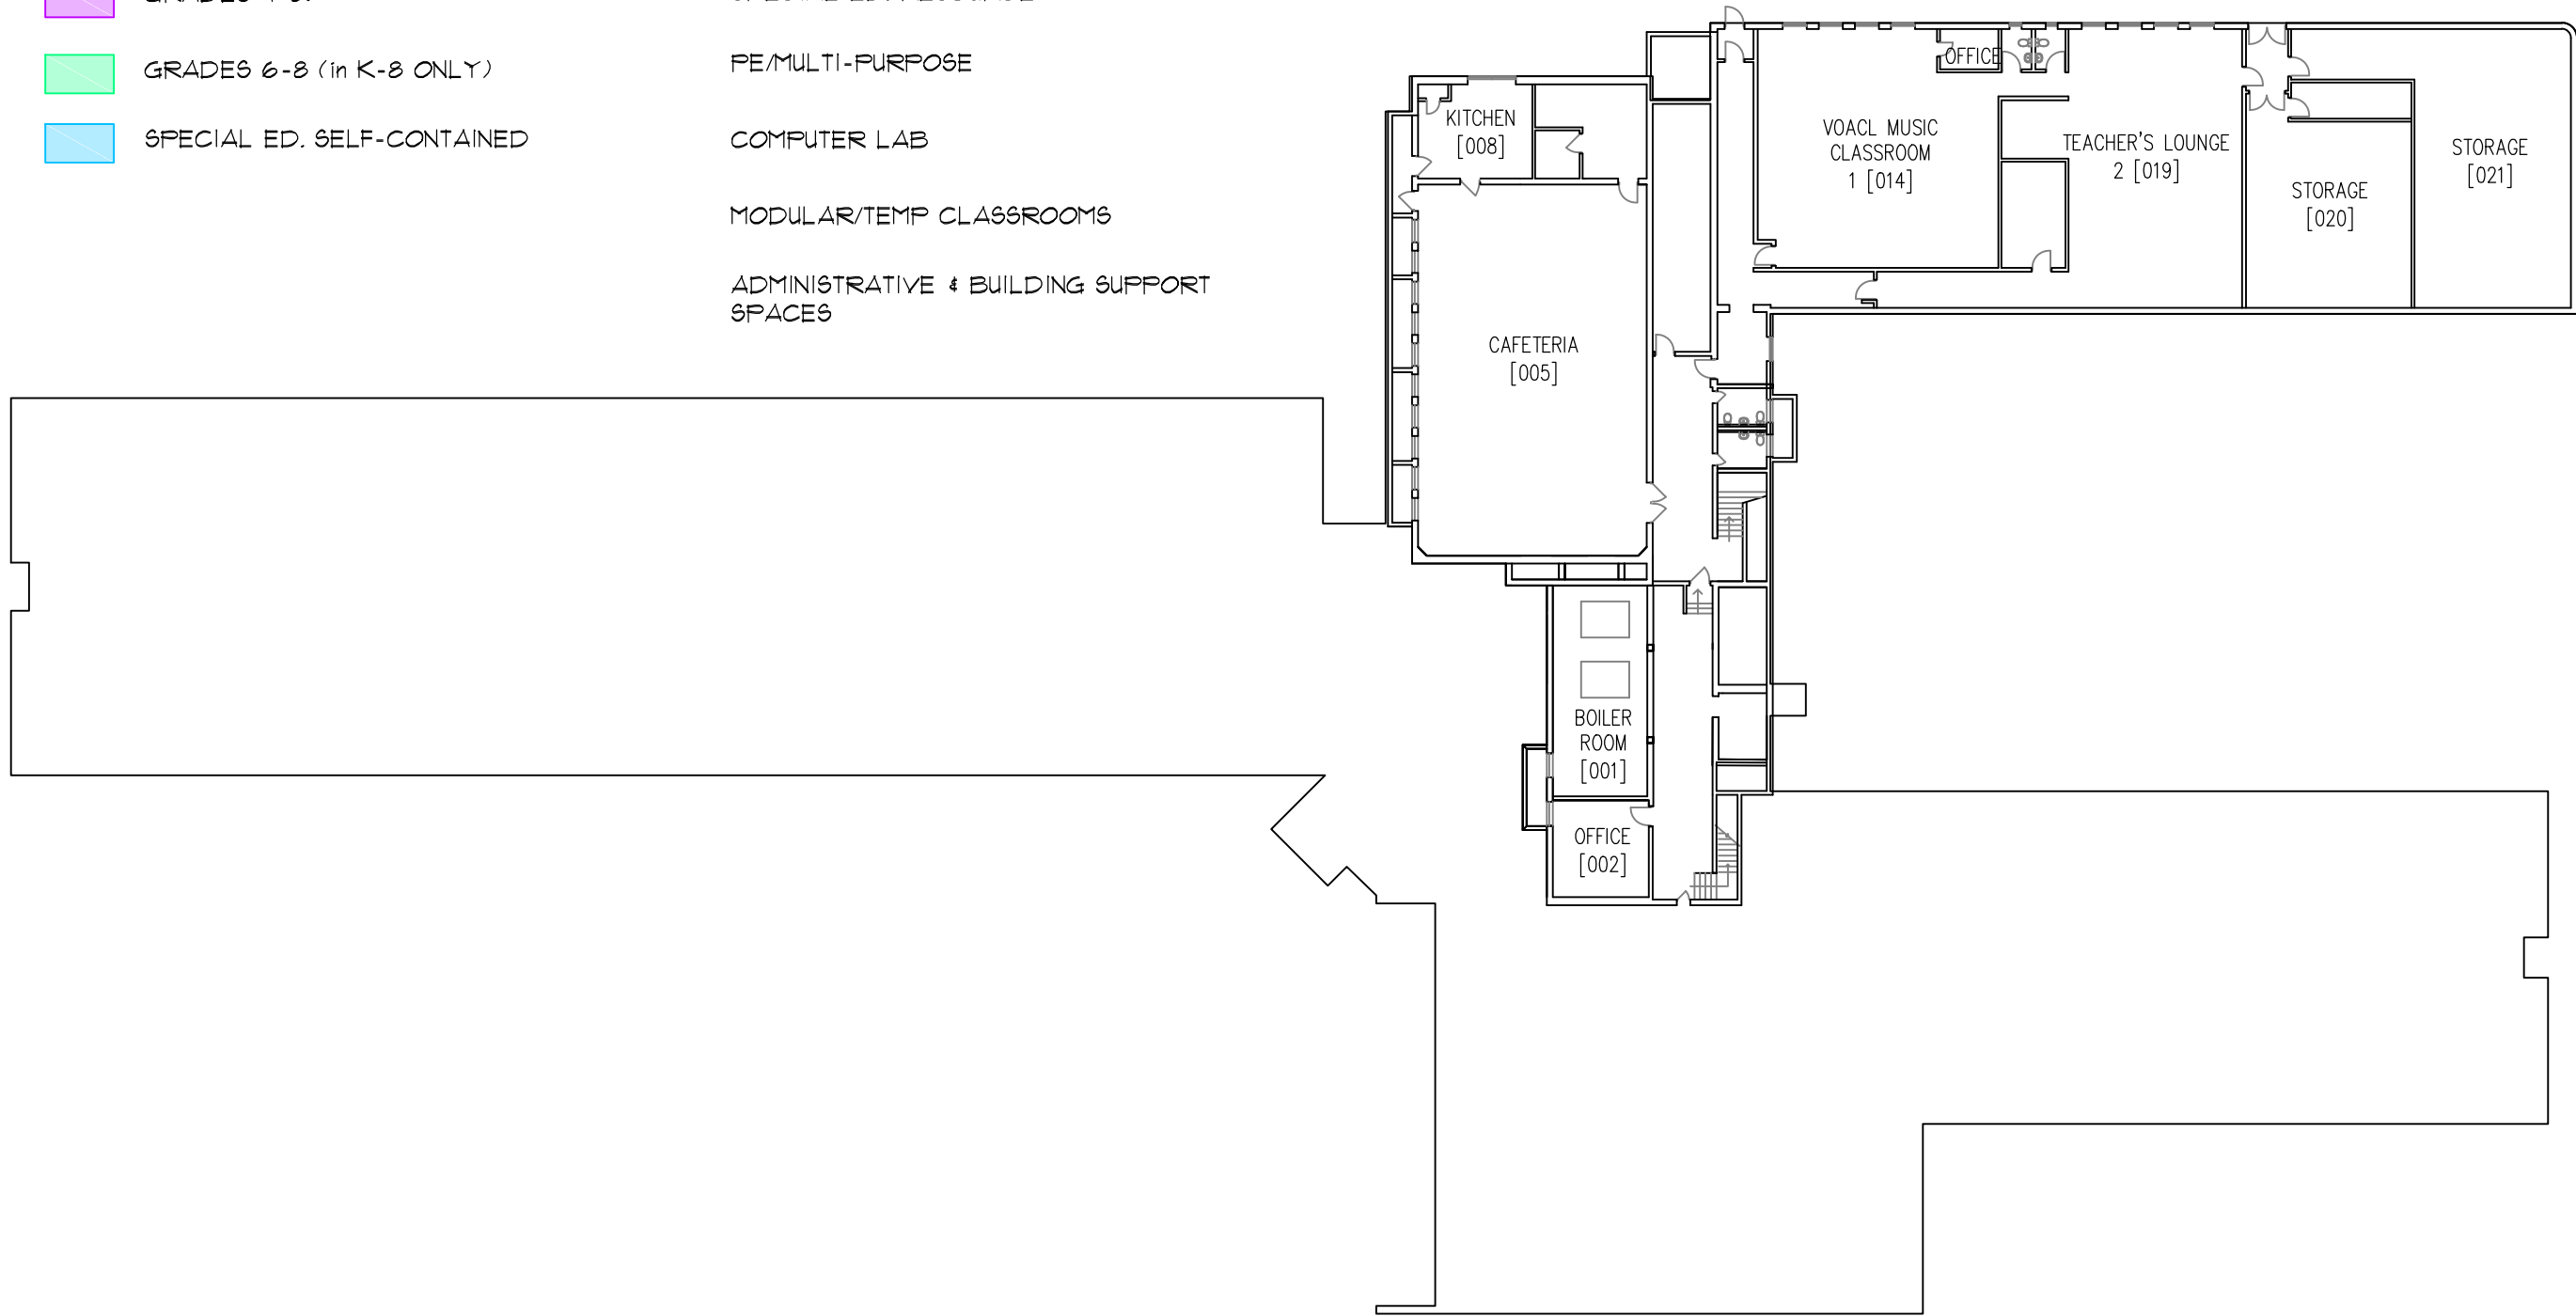 GRADES 6-8 (in K-8 ONLY)
SPECIAL ED. SELF-CONTAINED
PE/MULTI-PURPOSE
COMPUTER LAB
MODULAR/TEMP CLASSROOMS
ADMINISTRATIVE & BUILDING SUPPORT
SPACES
KITCHEN
[008]
CAFETERIA
[005]
OFFICE
VOACL MUSIC
CLASSROOM
1 [014]
TEACHER'S LOUNGE
2 [019]
STORAGE
[020]
STORAGE
[021]
BOILER
ROOM
[001]
OFFICE
[002]